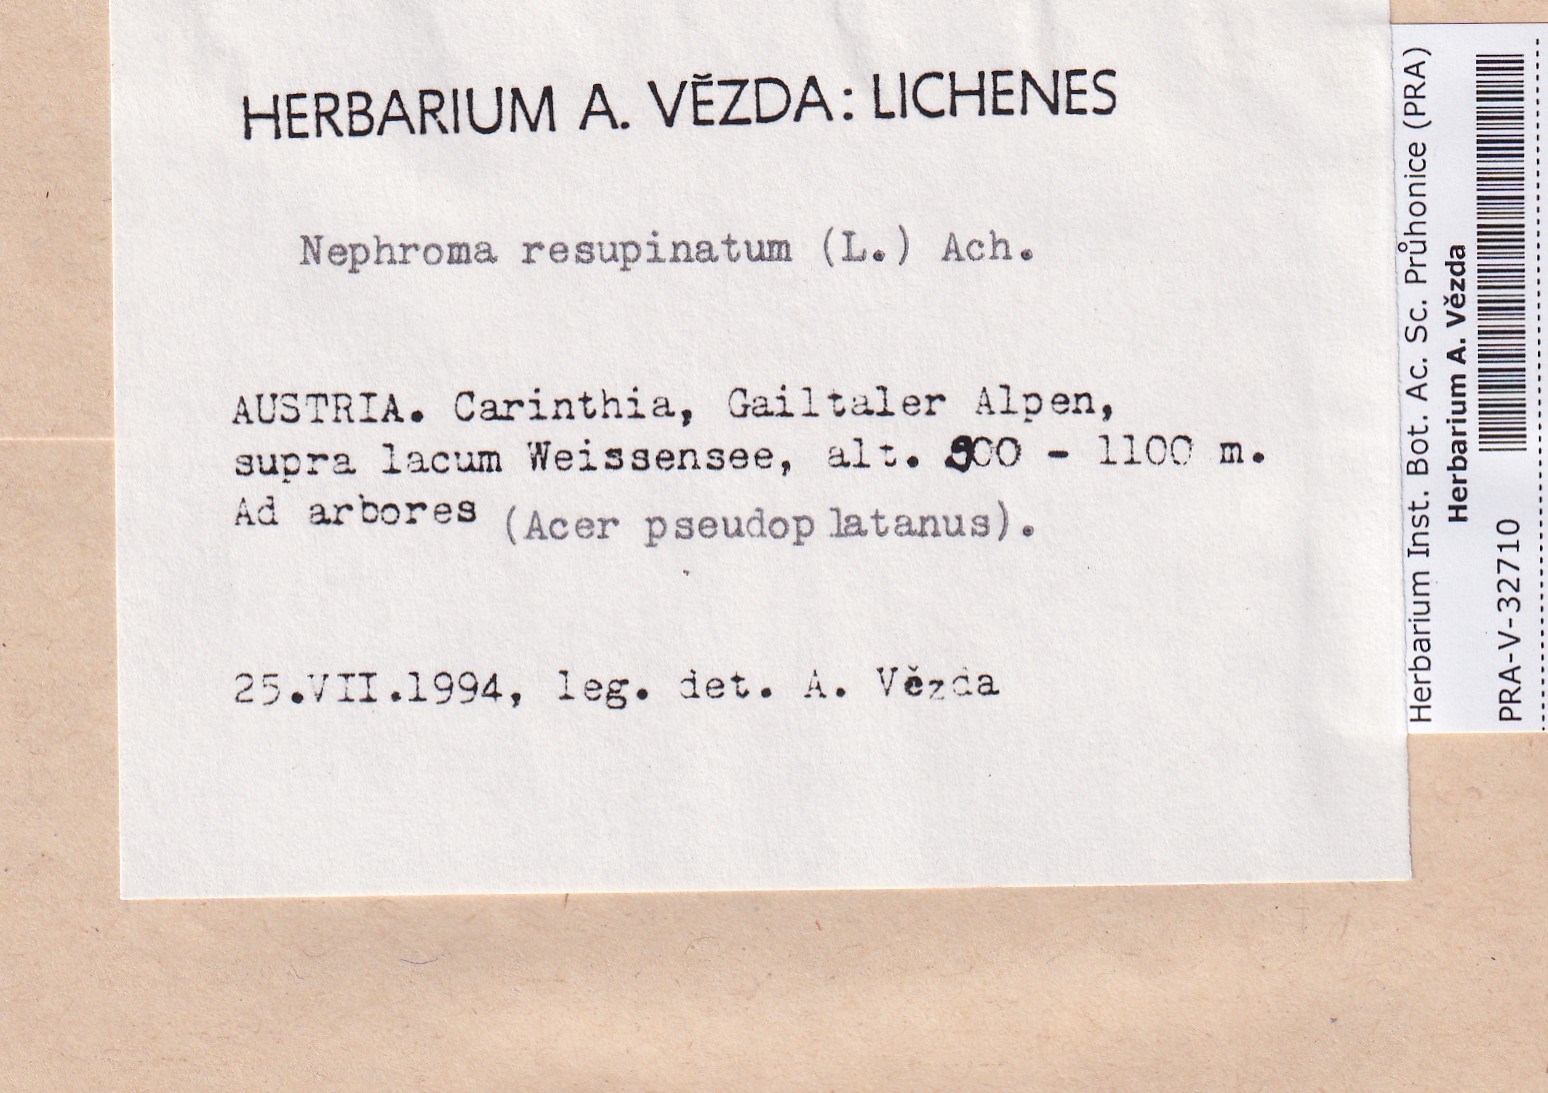 HERBARIUM A. VĚZDA: LICHENES
Nephroma resupinatum (L.) Ach.
AUSTRIA. Carinthia, Gailtaler Alpen,
supra lacum Weissensee, alt. 900 - 1100 m.
Ad arbores (Acer pseudoplatanus).
25.VII.1994, leg. det. A. Vězda
Herbarium Inst. Bot. Ac. Sc. Průhonice (PRA)
Herbarium A. Vězda
PRA-V-32710